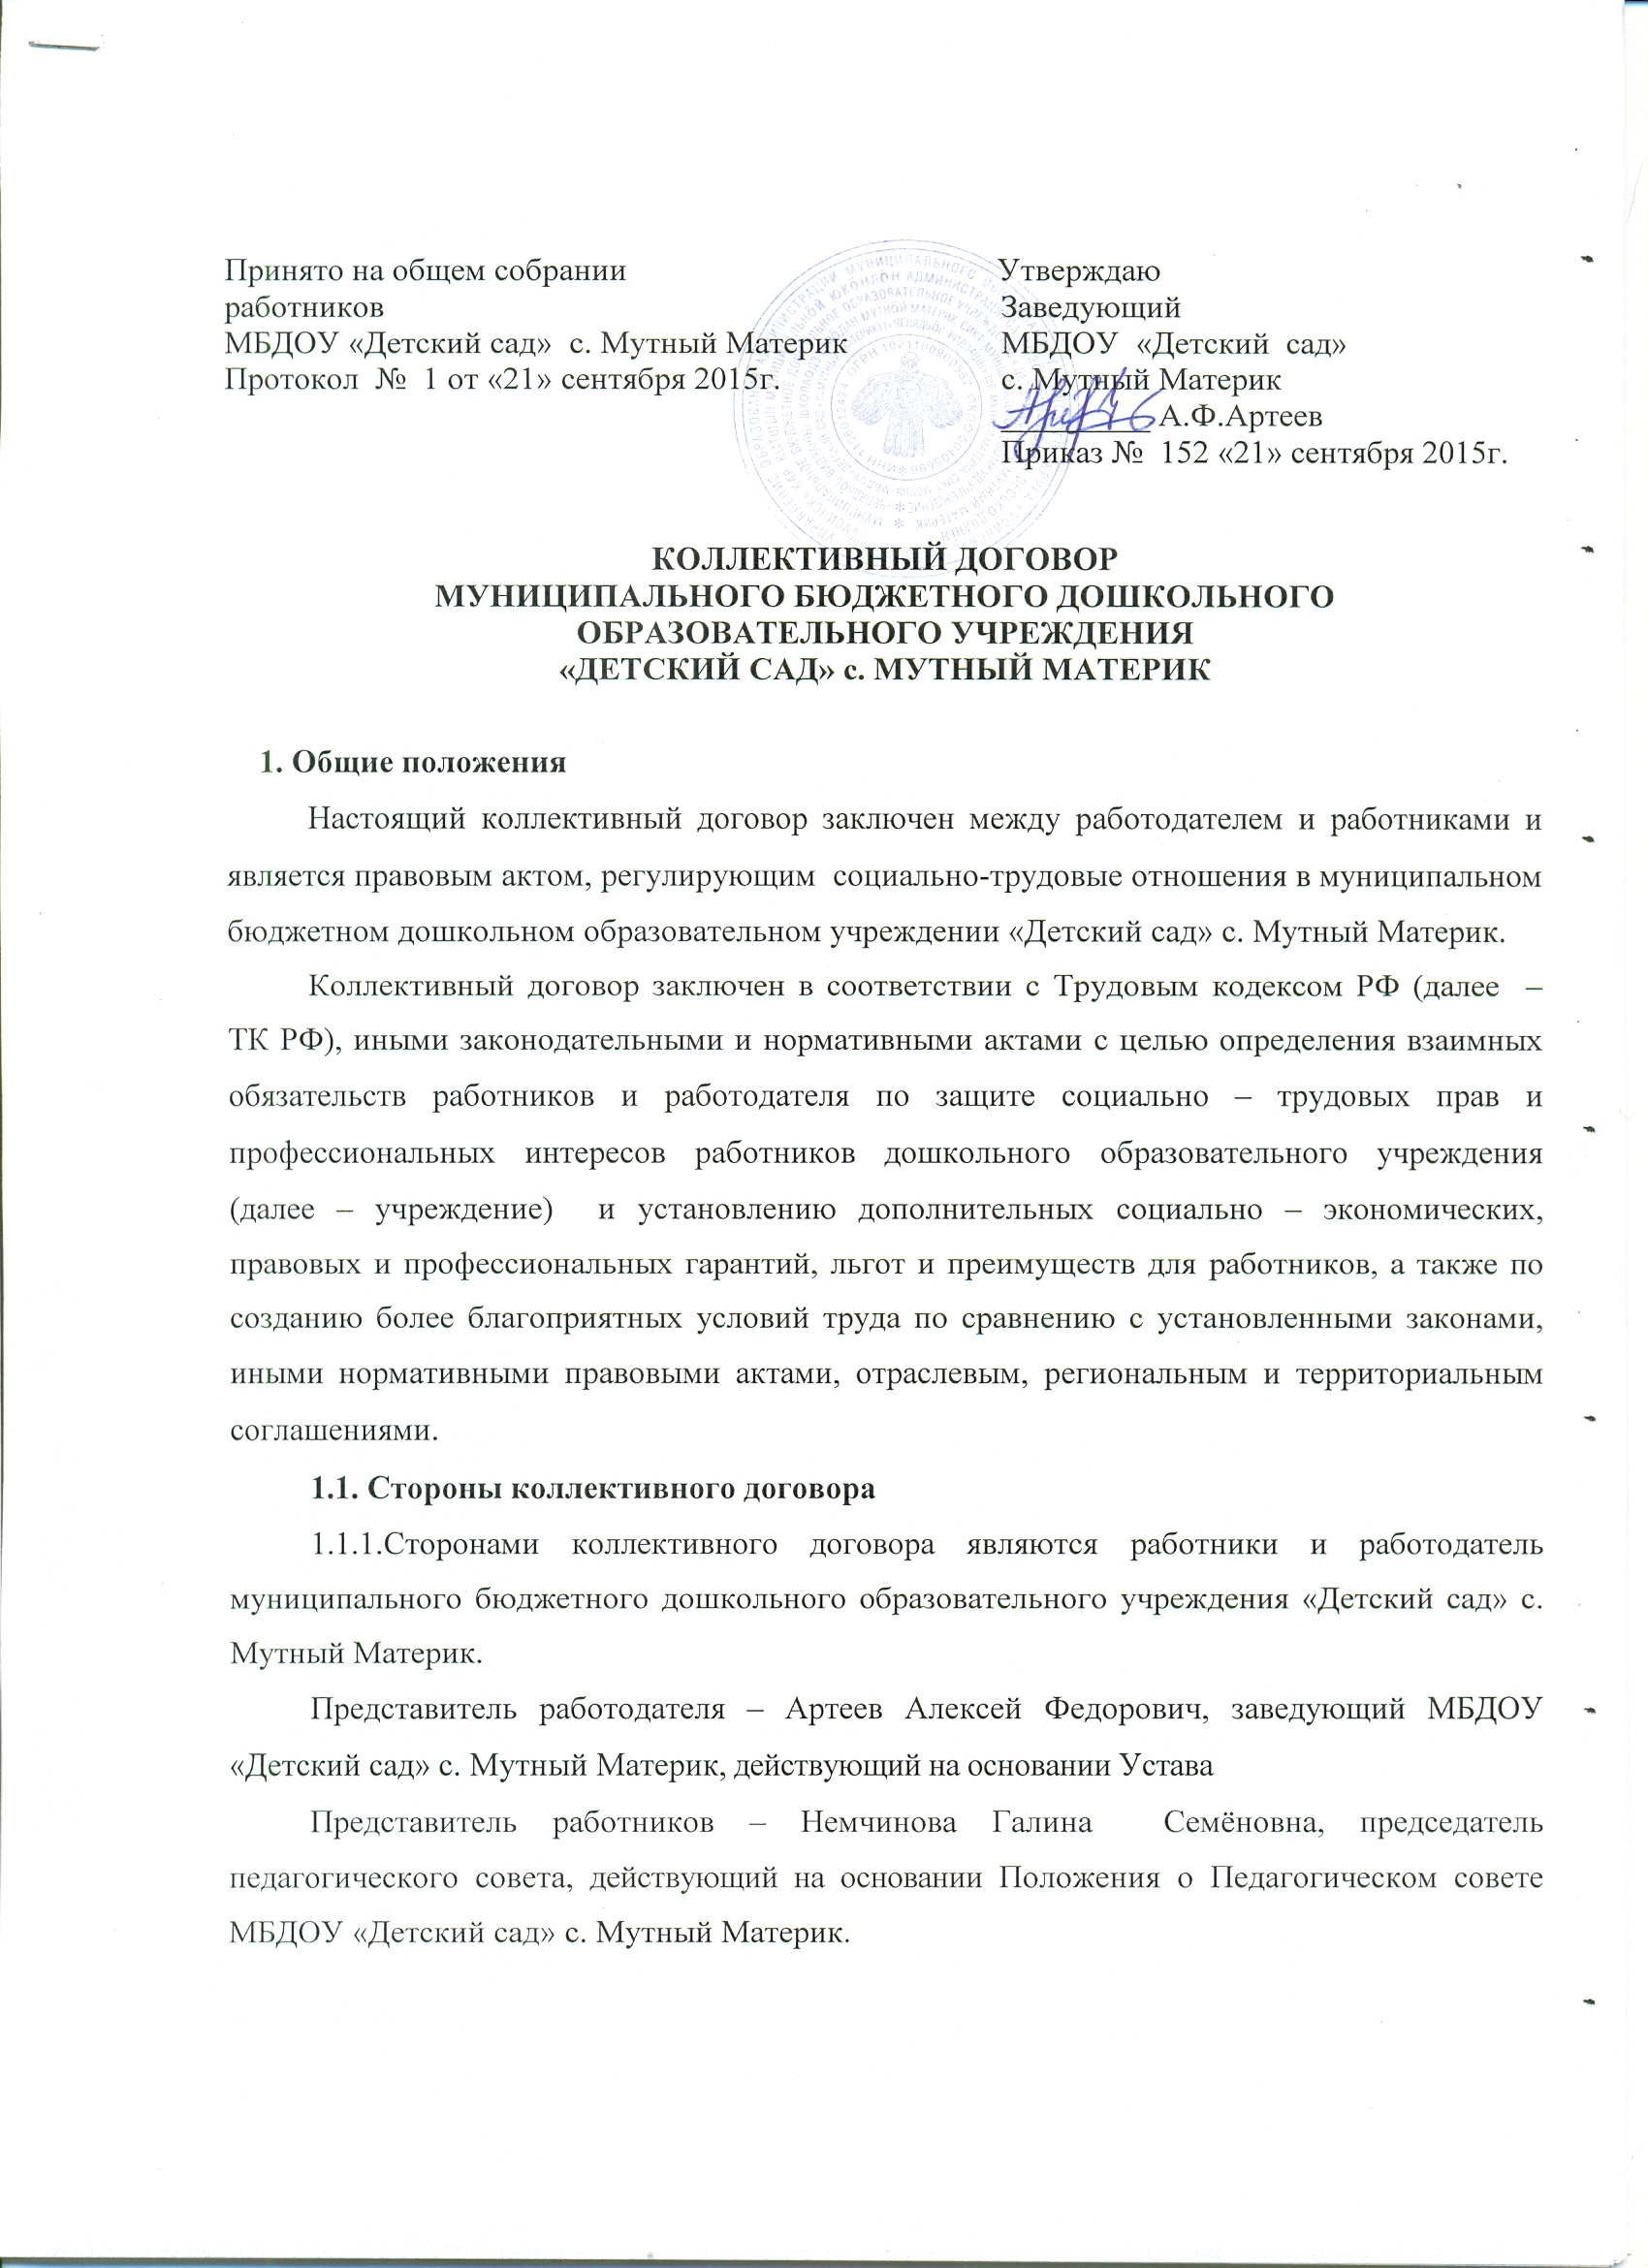 Принято на общем собрании
работников
МБДОУ «Детский сад» с. Мутный Материк
Протокол № 1 от «21» сентября 2015г.
Утверждаю
Заведующий
МБДОУ «Детский сад»
с. Мутный Материк
А.Ф.Артеев
Приказ № 152 «21» сентября 2015г.
КОЛЛЕКТИВНЫЙ ДОГОВОР
МУНИЦИПАЛЬНОГО БЮДЖЕТНОГО ДОШКОЛЬНОГО
ОБРАЗОВАТЕЛЬНОГО УЧРЕЖДЕНИЯ
«ДЕТСКИЙ САД» с. МУТНЫЙ МАТЕРИК
1. Общие положения
Настоящий коллективный договор заключен между работодателем и работниками и
является правовым актом, регулирующим социально-трудовые отношения в муниципальном
бюджетном дошкольном образовательном учреждении «Детский сад» с. Мутный Материк.
Коллективный договор заключен в соответствии с Трудовым кодексом РФ (далее –
ТК РФ), иными законодательными и нормативными актами с целью определения взаимных
обязательств работников и работодателя по защите социально – трудовых прав и
профессиональных интересов работников дошкольного образовательного учреждения
(далее – учреждение) и установлению дополнительных социально – экономических,
правовых и профессиональных гарантий, льгот и преимуществ для работников, а также по
созданию более благоприятных условий труда по сравнению с установленными законами,
иными нормативными правовыми актами, отраслевым, региональным и территориальным
соглашениями.
1.1. Стороны коллективного договора
1.1.1.Сторонами коллективного договора являются работники и работодатель
муниципального бюджетного дошкольного образовательного учреждения «Детский сад» с.
Мутный Материк.
Представитель работодателя – Артеев Алексей Федорович, заведующий МБДОУ
«Детский сад» с. Мутный Материк, действующий на основании Устава
Представитель работников – Немчинова Галина Семёновна, председатель
педагогического совета, действующий на основании Положения о Педагогическом совете
МБДОУ «Детский сад» с. Мутный Материк.